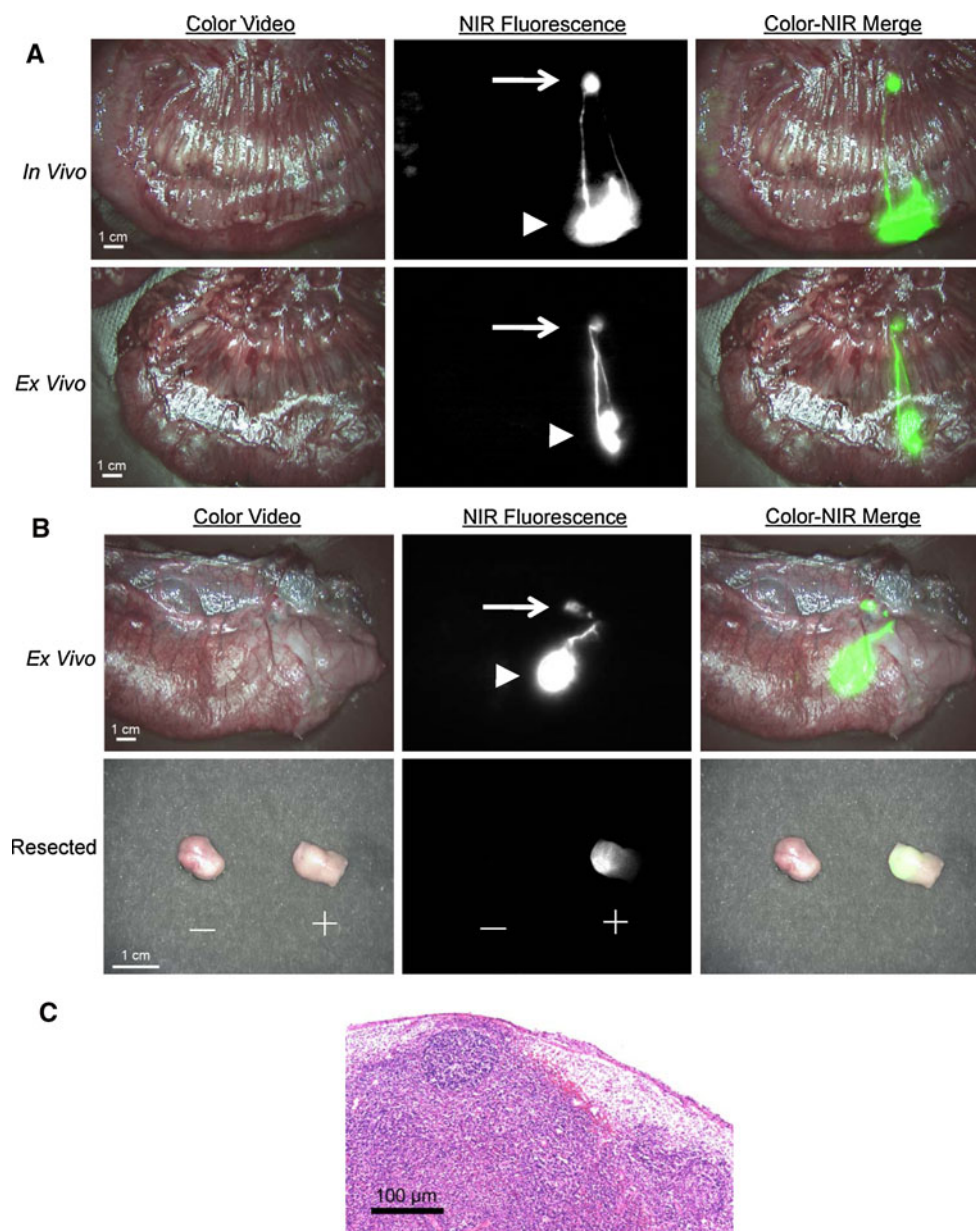 A
Color Video
NIR Fluorescence
Color-NIR Merge
In Vivo
1 cm
Ex Vivo
1 cm
B
Color Video
NIR Fluorescence
Color-NIR Merge
Ex Vivo
1 cm
Resected
— +
— +
1 cm
C
100 µm